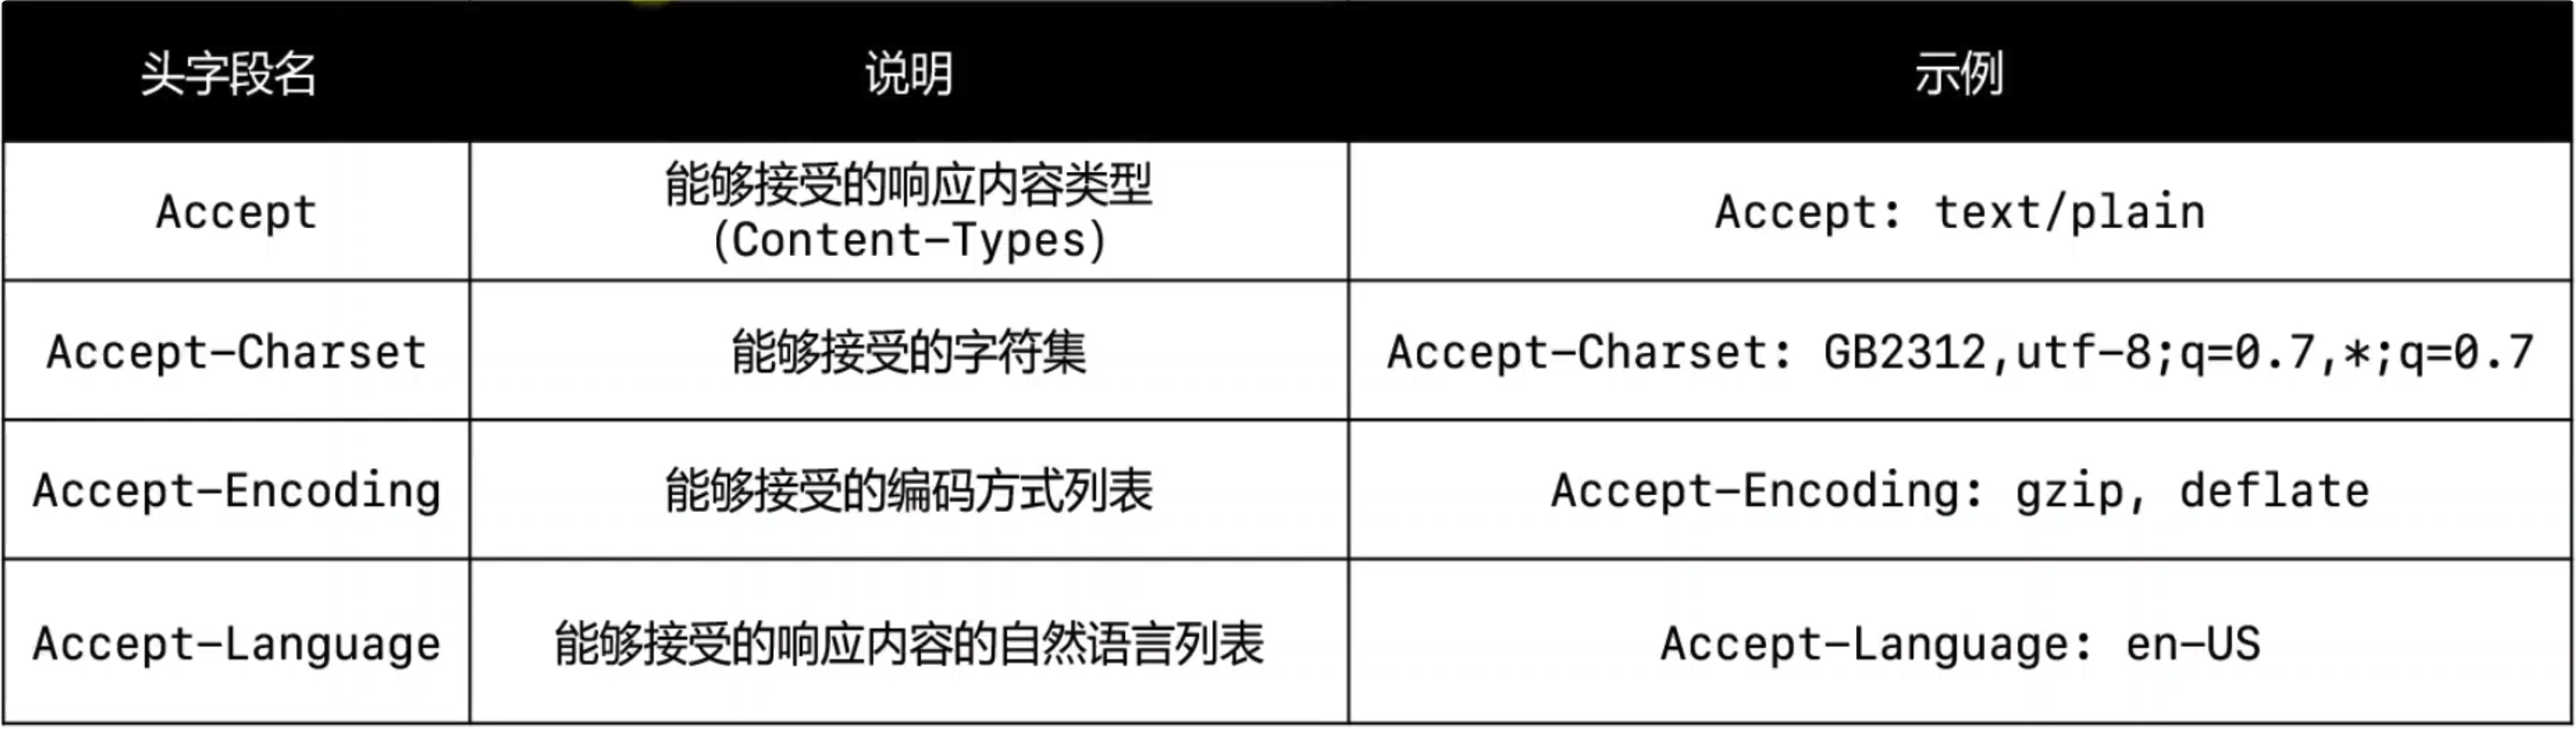 头字段名 说明 示例
Accept 能够接受的响应内容类型
(Content-Types) Accept: text/plain
Accept-Charset 能够接受的字符集 Accept-Charset: GB2312,utf-8;q=0.7,*;q=0.7
Accept-Encoding 能够接受的编码方式列表 Accept-Encoding: gzip, deflate
Accept-Language 能够接受的响应内容的自然语言列表 Accept-Language: en-US